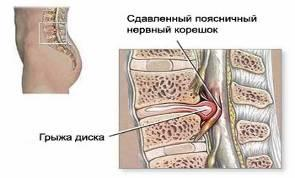 Сдавленный поясничный
нервный корешок
Грыжа диска